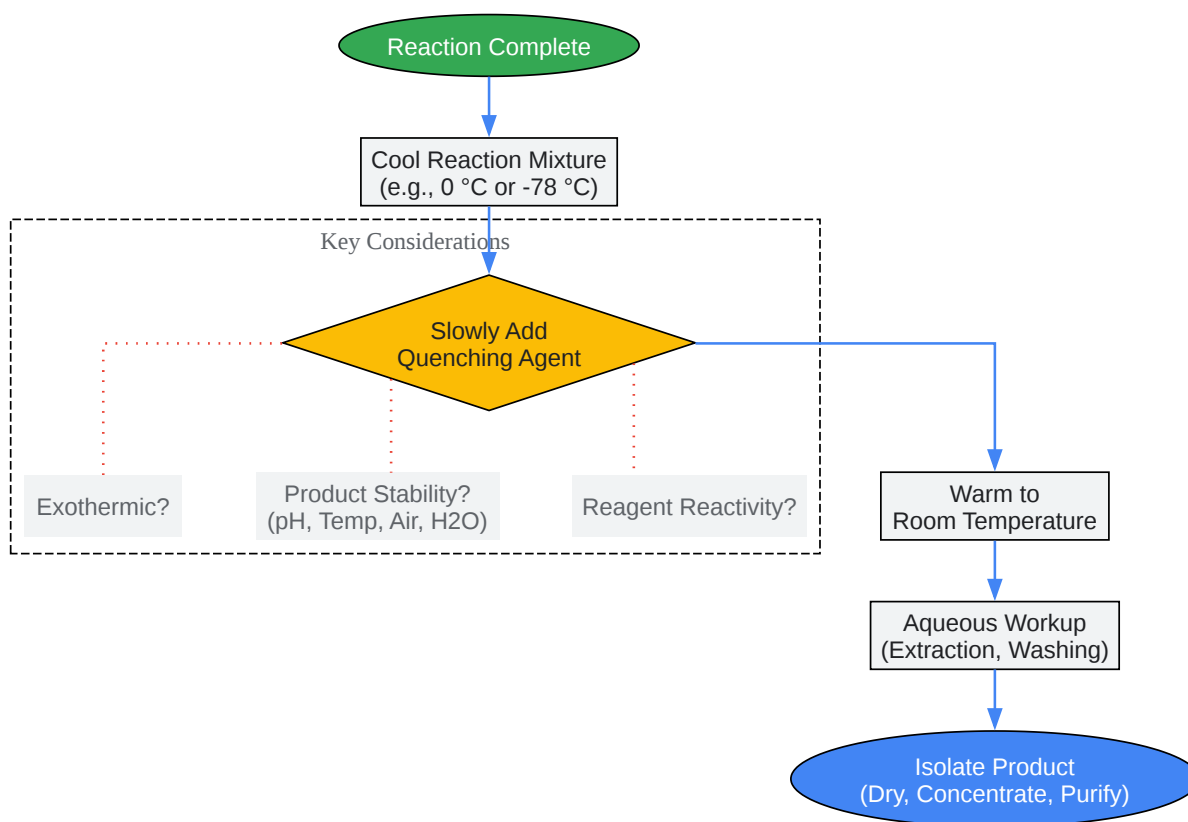 Reaction Complete
Cool Reaction Mixture
(e.g., 0 °C or -78 °C)
Key Considerations
Slowly Add
Quenching Agent
Exothermic?
Product Stability?
(pH, Temp, Air, H2O)
Reagent Reactivity?
Warm to
Room Temperature
Aqueous Workup
(Extraction, Washing)
Isolate Product
(Dry, Concentrate, Purify)